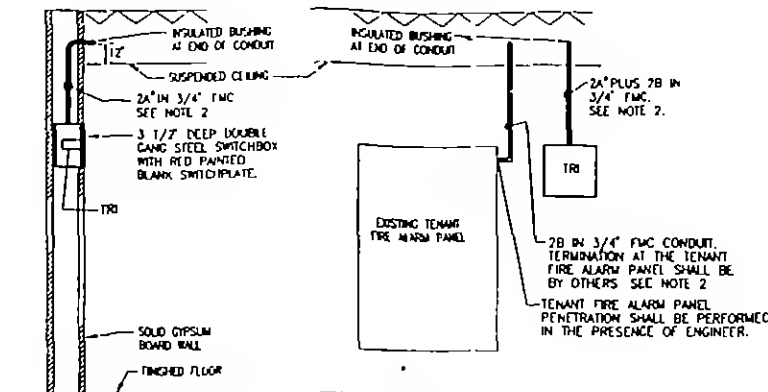 INSULATED BUSHING
AT END OF CONDUIT
12"
SUSPENDED CEILING
2A" IN 3/4" FMC
SEE NOTE 2
3 1/2" DEEP DOUBLE
GANG STEEL SWITCHBOX
WITH RED PAINTED
BLANK SWITCHPLATE.
TRI
SOLID GYPSUM
BOARD WALL
FINISHED FLOOR
INSULATED BUSHING
AT END OF CONDUIT
2A" PLUS 2B IN
3/4" FMC.
SEE NOTE 2.
TRI
EXISTING TENANT
FIRE ALARM PANEL
2B IN 3/4" FMC CONDUIT.
TERMINATION AT THE TENANT
FIRE ALARM PANEL SHALL BE
BY OTHERS SEE NOTE 2
TENANT FIRE ALARM PANEL
PENETRATION SHALL BE PERFORMED
IN THE PRESENCE OF ENGINEER.